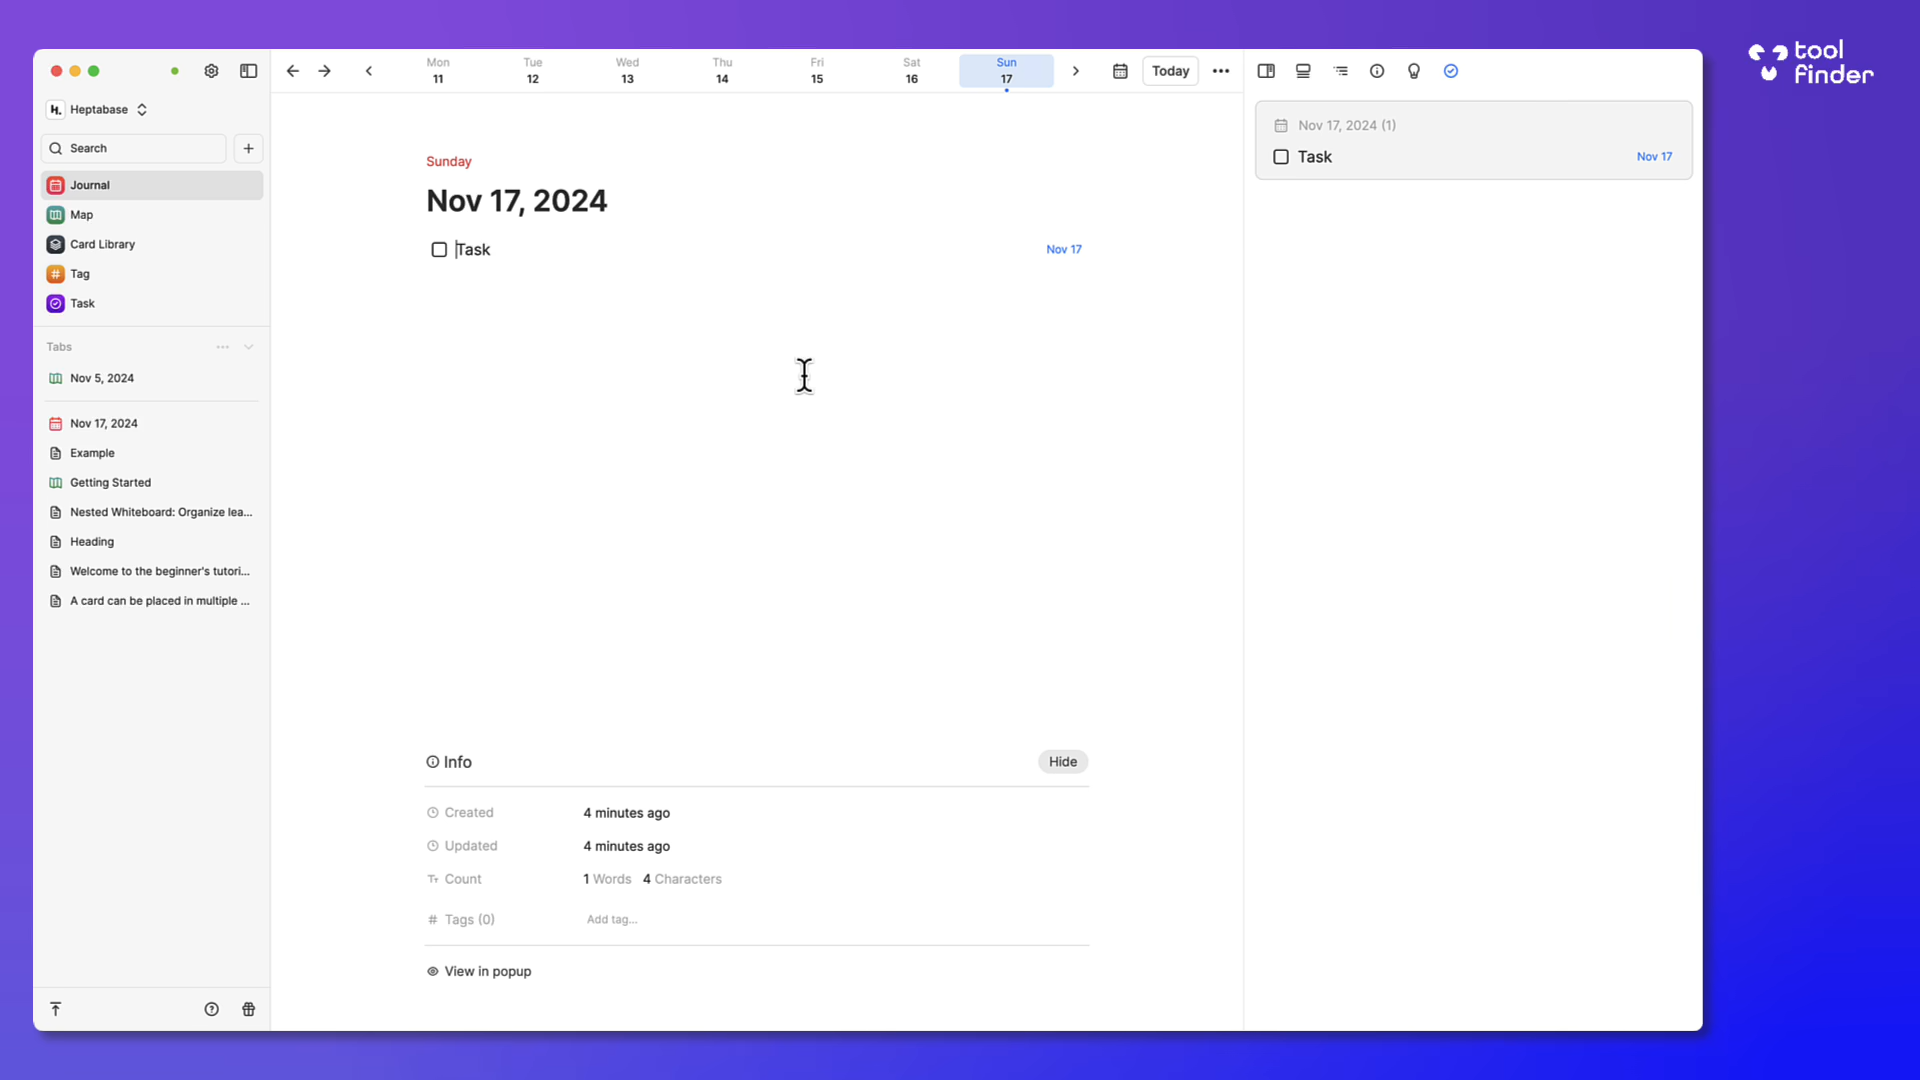 tool
finder
Heptabase
Search
Journal
Map
Card Library
Tag
Task
Tabs
Nov 5, 2024
Nov 17, 2024
Example
Getting Started
Nested Whiteboard: Organize lea...
Heading
Welcome to the beginner's tutori...
A card can be placed in multiple ...
Mon Tue Wed Thu Fri Sat Sun
11 12 13 14 15 16 17
Today
Sunday
Nov 17, 2024
Task Nov 17
Info Hide
Created 4 minutes ago
Updated 4 minutes ago
Count 1 Words 4 Characters
# Tags (0) Add tag...
View in popup
Nov 17, 2024 (1)
Task Nov 17